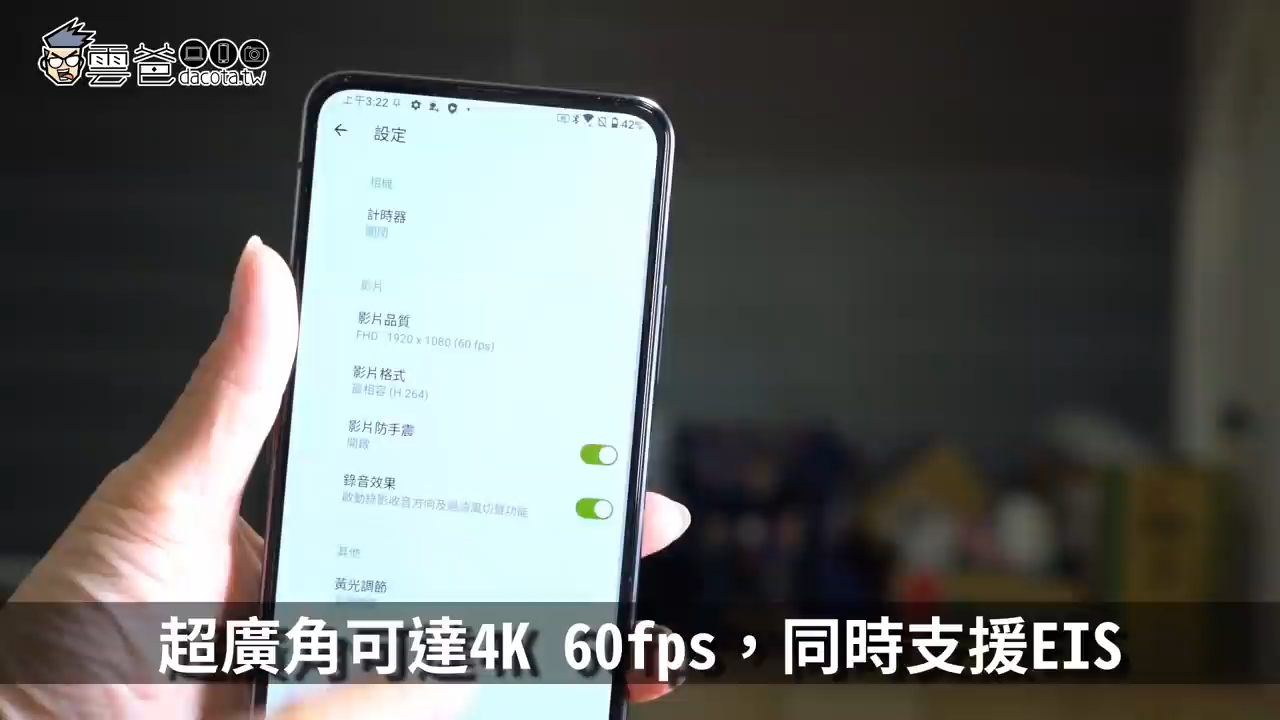 雲爸
dacota.tw
上午3:22
42%
設定
相機
計時器
關閉
影片
影片品質
FHD 1920 x 1080 (60 fps)
影片格式
最相容 (H.264)
影片防手震
開啟
錄音效果
啟動錄影收音方向及過濾風切聲功能
其他
黃光調節
超廣角可達4K 60fps，同時支援EIS